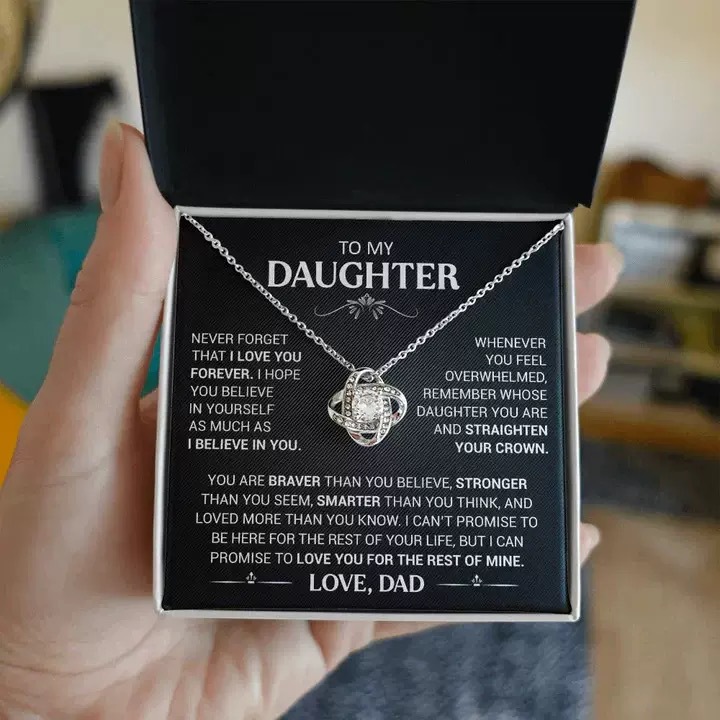 TO MY
DAUGHTER
NEVER FORGET
THAT I LOVE YOU
FOREVER. I HOPE
YOU BELIEVE
IN YOURSELF
AS MUCH AS
I BELIEVE IN YOU.
WHENEVER
YOU FEEL
OVERWHELMED,
REMEMBER WHOSE
DAUGHTER YOU ARE
AND STRAIGHTEN
YOUR CROWN.
YOU ARE BRAVER THAN YOU BELIEVE, STRONGER
THAN YOU SEEM, SMARTER THAN YOU THINK, AND
LOVED MORE THAN YOU KNOW. I CAN'T PROMISE TO
BE HERE FOR THE REST OF YOUR LIFE, BUT I CAN
PROMISE TO LOVE YOU FOR THE REST OF MINE.
LOVE, DAD